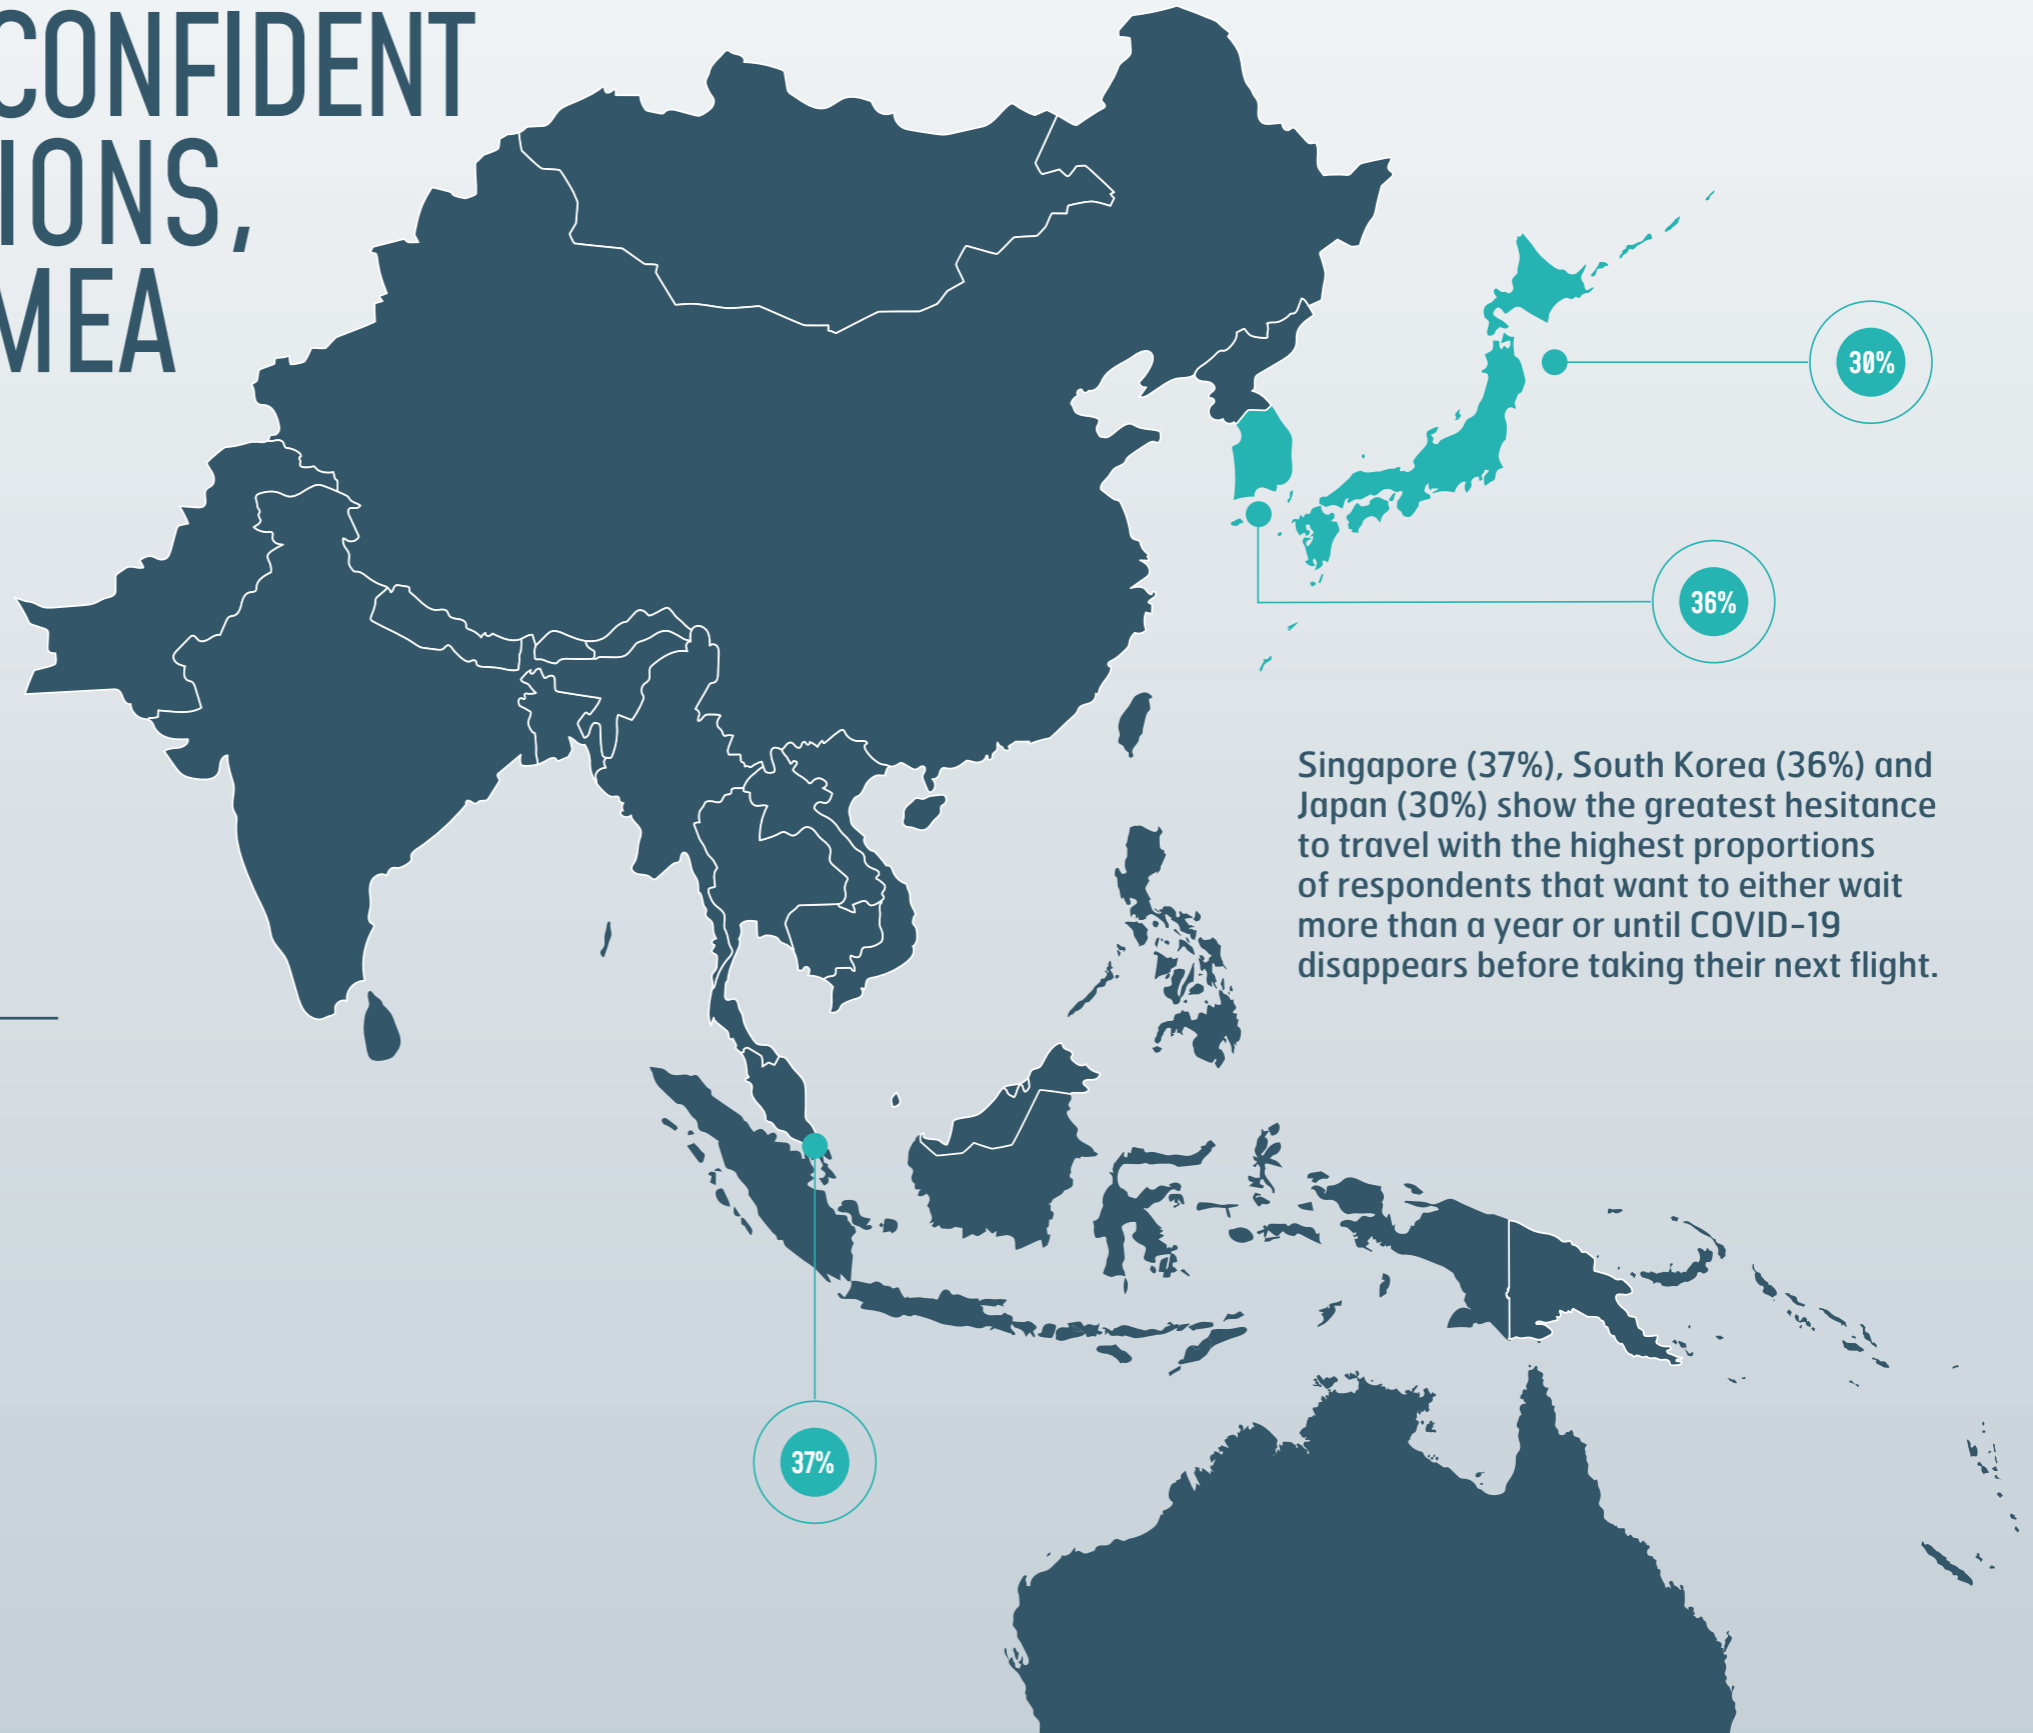 CONFIDENT
IONS,
MEA
30%
36%
Singapore (37%), South Korea (36%) and
Japan (30%) show the greatest hesitance
to travel with the highest proportions
of respondents that want to either wait
more than a year or until COVID-19
disappears before taking their next flight.
37%